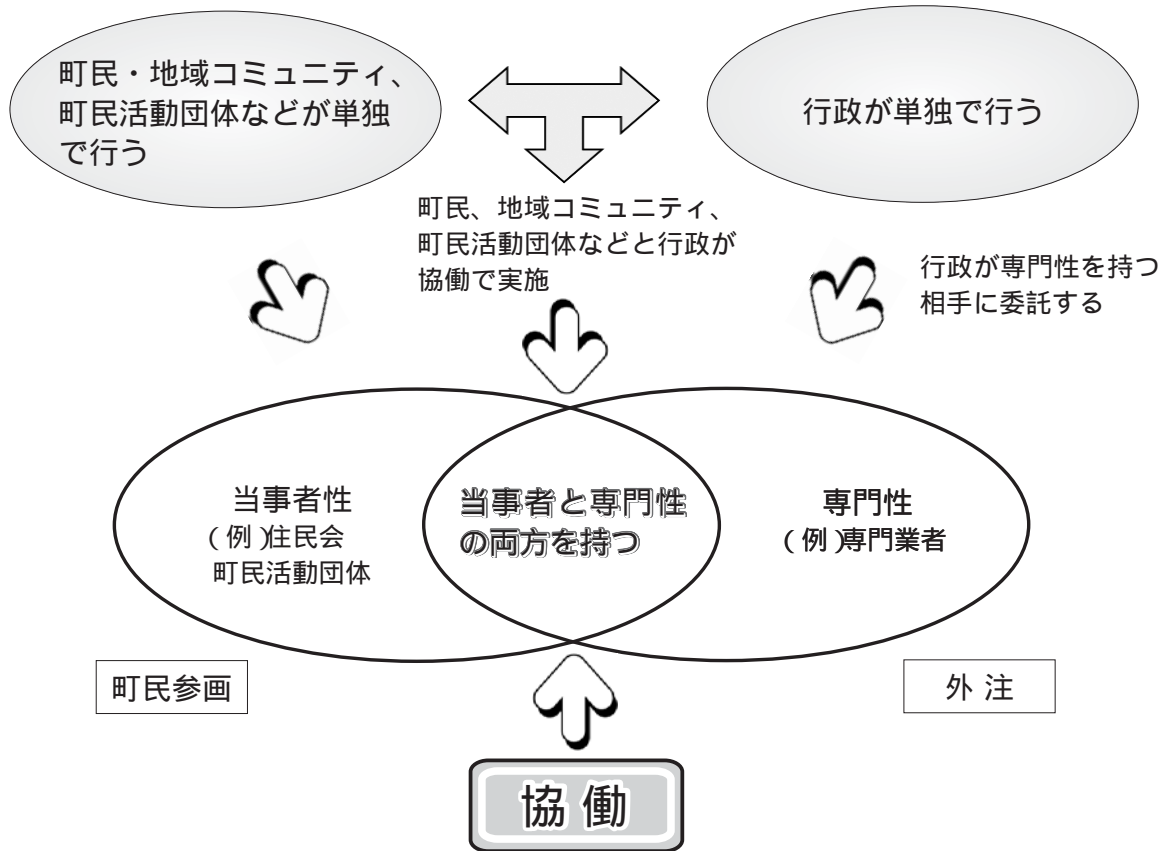 町民・地域コミュニティ、
町民活動団体などが単独
で行う
行政が単独で行う
町民、地域コミュニティ、
町民活動団体などと行政が
協働で実施
行政が専門性を持つ
相手に委託する
当事者性
(例)住民会
町民活動団体
当事者と専門性
の両方を持つ
専門性
(例)専門業者
町民参画
外 注
協 働